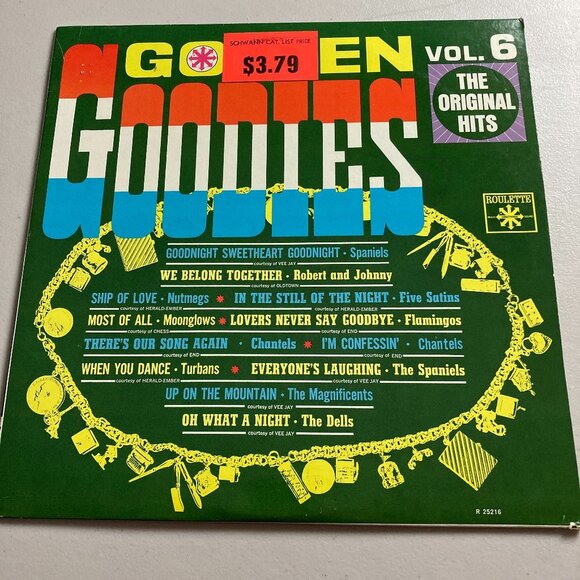 SCHWANN CAT. LIST PRICE
$3.79
GO EN VOL. 6
GOODIES
THE
ORIGINAL
HITS
ROULETTE
GOODNIGHT SWEETHEART GOODNIGHT • Spaniels
courtesy of VEE JAY
WE BELONG TOGETHER • Robert and Johnny
courtesy of OLDTOWN
SHIP OF LOVE • Nutmegs * IN THE STILL OF THE NIGHT • Five Satins
courtesy of HERALD-EMBER courtesy of HERALD-EMBER
MOST OF ALL • Moonglows * LOVERS NEVER SAY GOODBYE • Flamingos
courtesy of CHESS courtesy of END
THERE'S OUR SONG AGAIN • Chantels * I'M CONFESSIN' • Chantels
courtesy of END courtesy of END
WHEN YOU DANCE • Turbans * EVERYONE'S LAUGHING • The Spaniels
courtesy of HERALD-EMBER courtesy of VEE JAY
UP ON THE MOUNTAIN • The Magnificents
courtesy of VEE JAY
OH WHAT A NIGHT • The Dells
courtesy of VEE JAY
R 25216